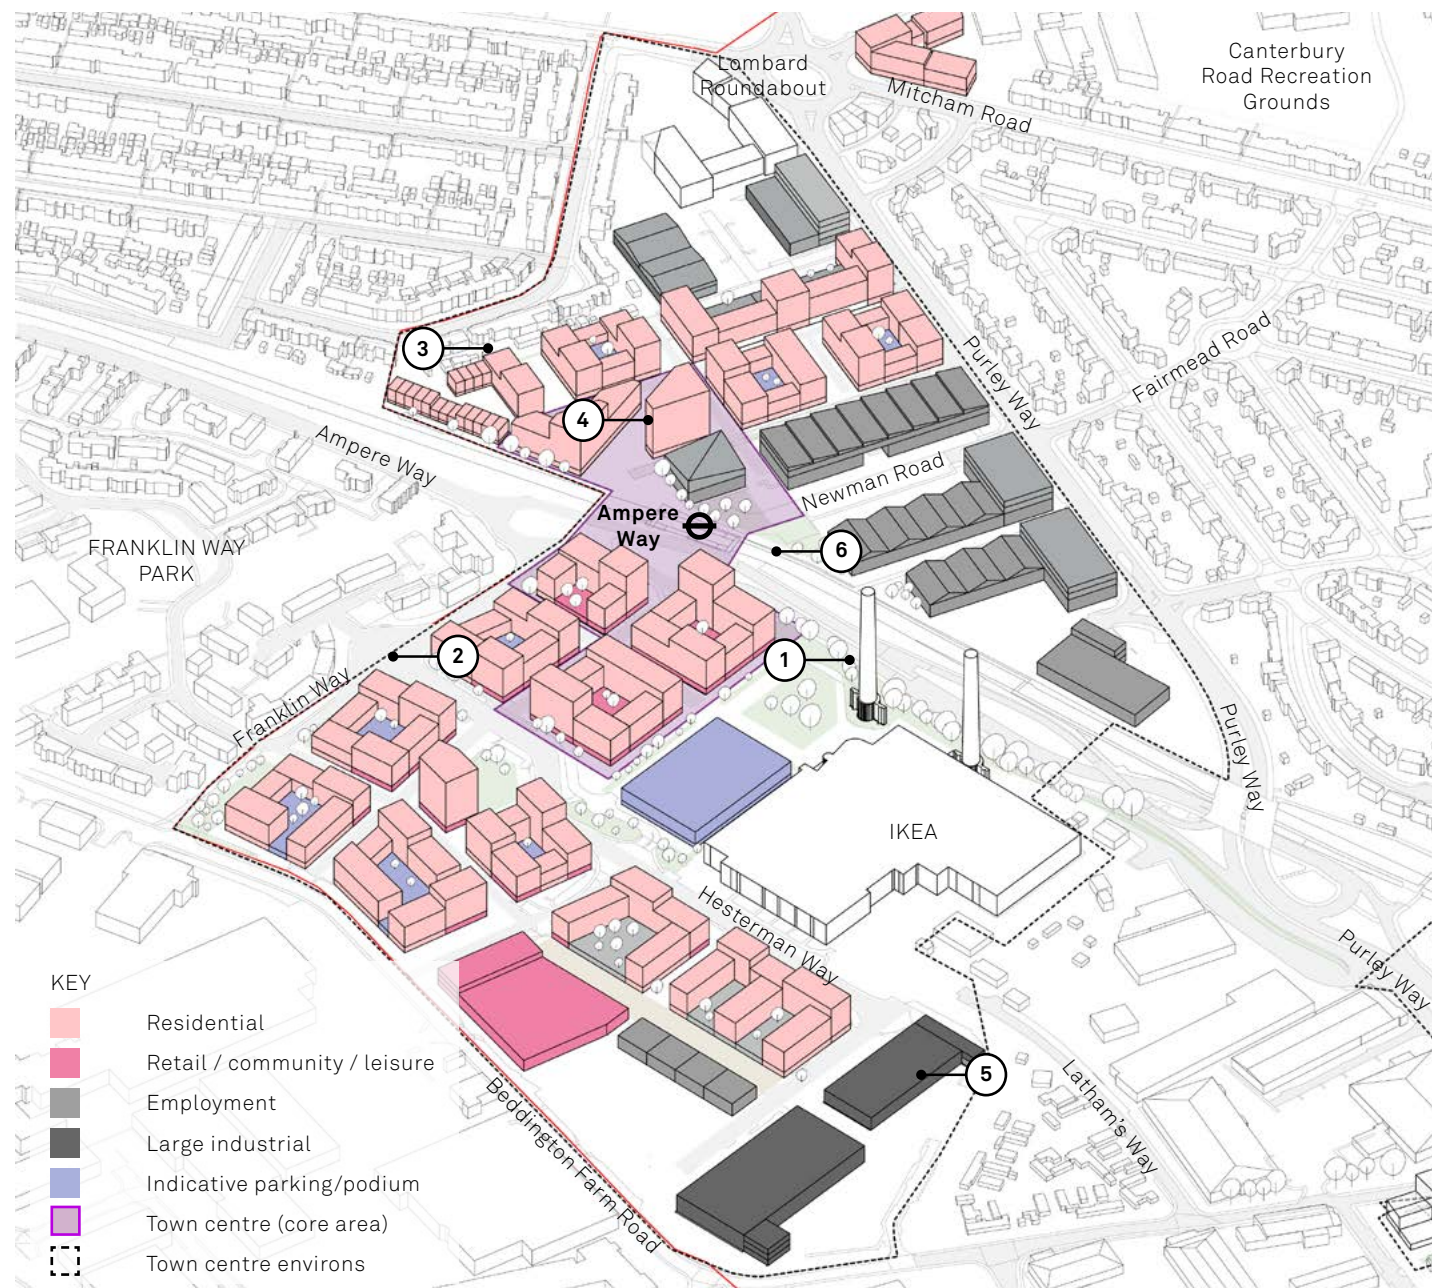 Lombard
Roundabout
Canterbury
Road Recreation
Grounds
Mitcham Road
Purley Way
Fairmead Road
3
4
Ampere Way
Newman Road
Ampere
Way
6
FRANKLIN WAY
PARK
2
1
Franklin Way
Purley Way
IKEA
Hesterman Way
Purley Way
5
Latham's Way
Beddington Farm Road
KEY
Residential
Retail / community / leisure
Employment
Large industrial
Indicative parking/podium
Town centre (core area)
Town centre environs